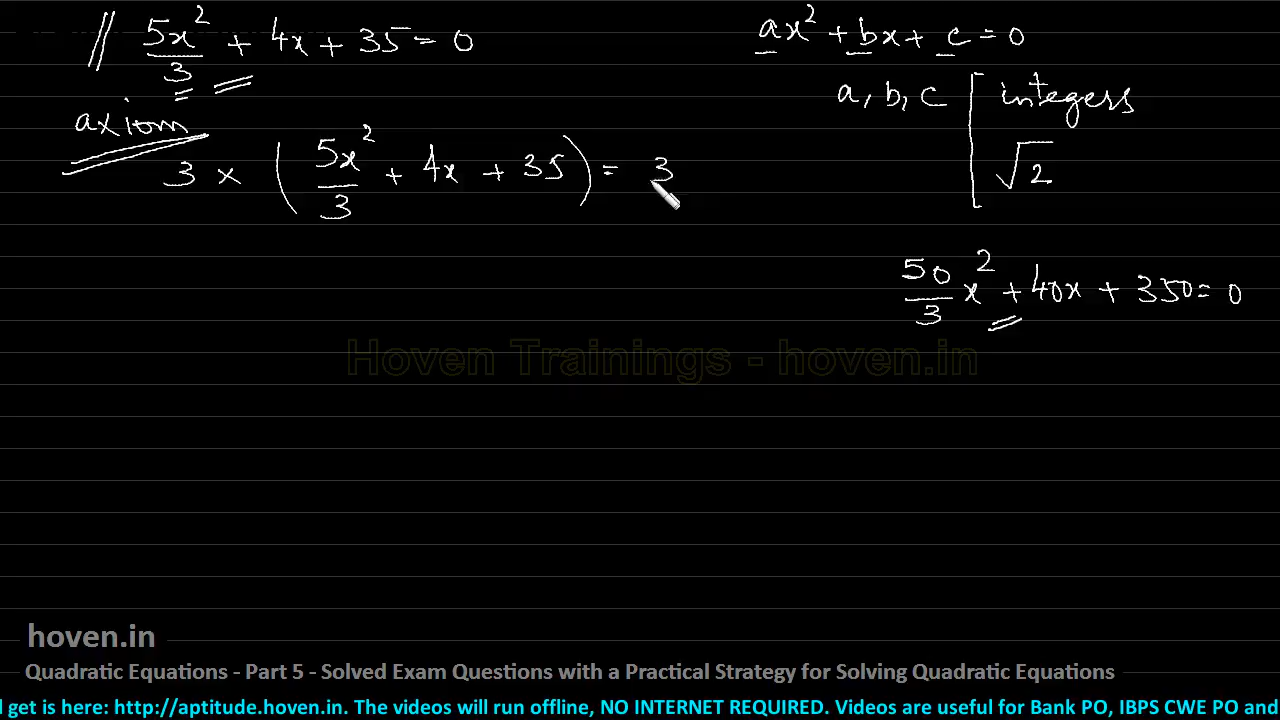 // 5x²/3 + 4x + 35 = 0
ax² + bx + c = 0
a, b, c [ integers
√2
axiom
3 × ( 5x²/3 + 4x + 35 ) = 3
50/3 x² + 40x + 350 = 0
Hoven Trainings - hoven.in
hoven.in
Quadratic Equations - Part 5 - Solved Exam Questions with a Practical Strategy for Solving Quadratic Equations
l get is here: http://aptitude.hoven.in. The videos will run offline, NO INTERNET REQUIRED. Videos are useful for Bank PO, IBPS CWE PO and